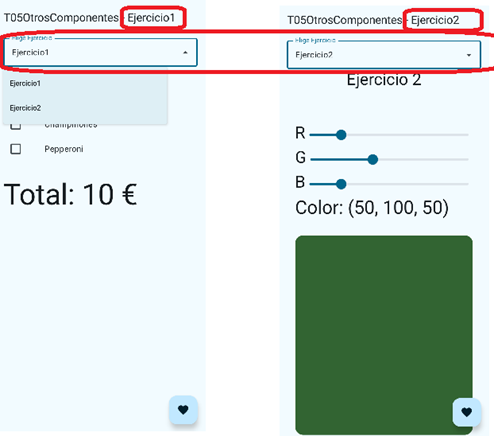 T05OtrosComponentes - Ejercicio1
Elige Ejercicio
Ejercicio1
Ejercicio1
Ejercicio2
Champiñones
Pepperoni
Total: 10 €
T05OtrosComponentes - Ejercicio2
Elige Ejercicio
Ejercicio2
Ejercicio 2
R
G
B
Color: (50, 100, 50)